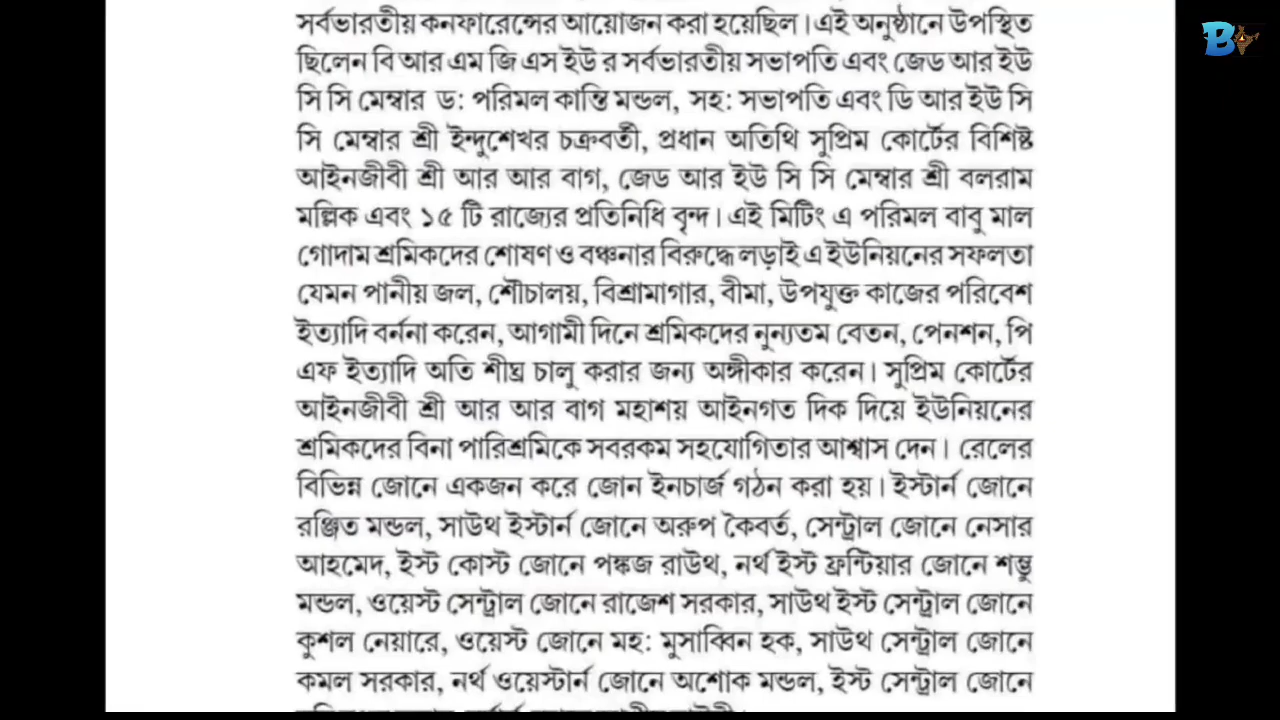 সর্বভারতীয় কনফারেন্সের আয়োজন করা হয়েছিল। এই অনুষ্ঠানে উপস্থিত
ছিলেন বি আর এম জি এস ইউ র সর্বভারতীয় সভাপতি এবং জেড আর ইউ
সি সি মেম্বার ড: পরিমল কান্তি মন্ডল, সহ: সভাপতি এবং ডি আর ইউ সি
সি মেম্বার শ্রী ইন্দুশেখর চক্রবর্তী, প্রধান অতিথি সুপ্রিম কোর্টের বিশিষ্ট
আইনজীবী শ্রী আর আর বাগ, জেড আর ইউ সি সি মেম্বার শ্রী বলরাম
মল্লিক এবং ১৫ টি রাজ্যের প্রতিনিধি বৃন্দ। এই মিটিং এ পরিমল বাবু মাল
গোদাম শ্রমিকদের শোষণ ও বঞ্চনার বিরুদ্ধে লড়াই এ ইউনিয়নের সফলতা
যেমন পানীয় জল, শৌচালয়, বিশ্রামাগার, বীমা, উপযুক্ত কাজের পরিবেশ
ইত্যাদি বর্ননা করেন, আগামী দিনে শ্রমিকদের নুন্যতম বেতন, পেনশন, পি
এফ ইত্যাদি অতি শীঘ্র চালু করার জন্য অঙ্গীকার করেন। সুপ্রিম কোর্টের
আইনজীবী শ্রী আর আর বাগ মহাশয় আইনগত দিক দিয়ে ইউনিয়নের
শ্রমিকদের বিনা পারিশ্রমিকে সবরকম সহযোগিতার আশ্বাস দেন। রেলের
বিভিন্ন জোনে একজন করে জোন ইনচার্জ গঠন করা হয়। ইস্টার্ন জোনে
রঞ্জিত মন্ডল, সাউথ ইস্টার্ন জোনে অরুপ কৈবর্ত, সেন্ট্রাল জোনে নেসার
আহমেদ, ইস্ট কোস্ট জোনে পঙ্কজ রাউথ, নর্থ ইস্ট ফ্রন্টিয়ার জোনে শম্ভু
মন্ডল, ওয়েস্ট সেন্ট্রাল জোনে রাজেশ সরকার, সাউথ ইস্ট সেন্ট্রাল জোনে
কুশল নেয়ারে, ওয়েস্ট জোনে মহ: মুসাব্বিন হক, সাউথ সেন্ট্রাল জোনে
কমল সরকার, নর্থ ওয়েস্টার্ন জোনে অশোক মন্ডল, ইস্ট সেন্ট্রাল জোনে